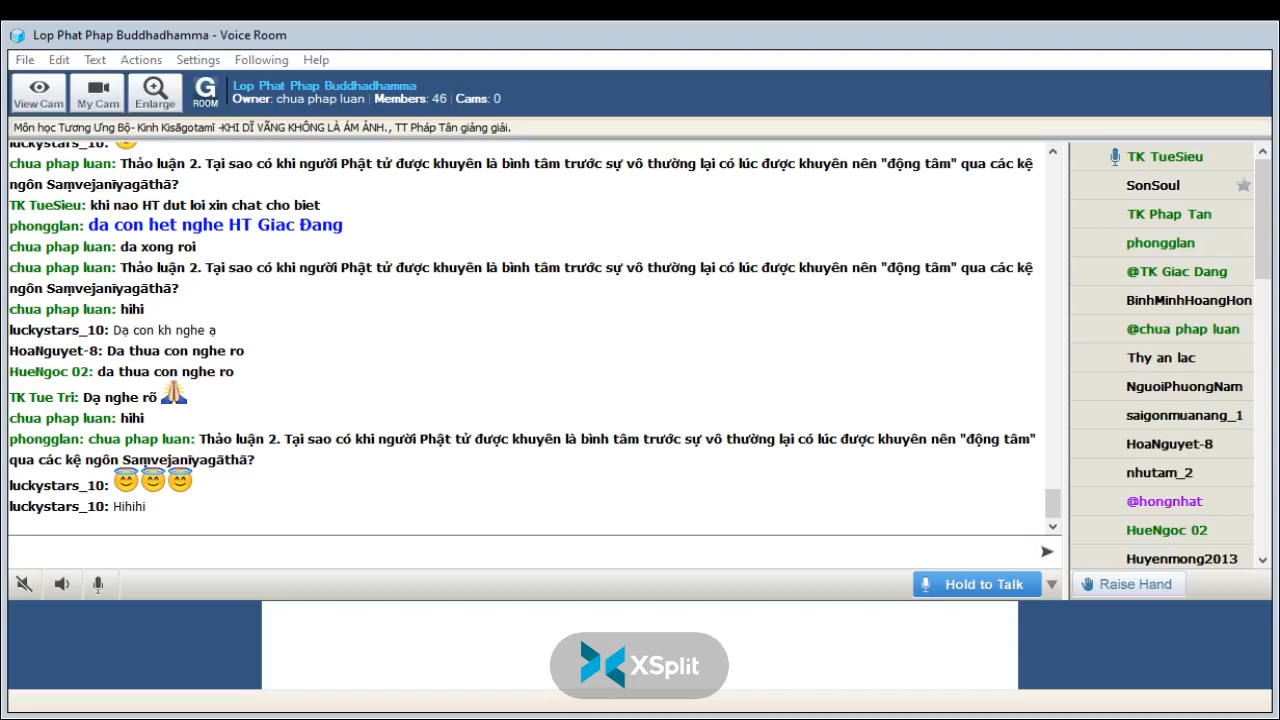 Lop Phat Phap Buddhadhamma - Voice Room
File Edit Text Actions Settings Following Help
View Cam My Cam Enlarge G ROOM
Lop Phat Phap Buddhadhamma
Owner: chua phap luan | Members: 46 | Cams: 0
Môn học Tương Ưng Bộ- Kinh Kisāgotamī -KHI DĨ VÃNG KHÔNG LÀ ÁM ẢNH., TT Pháp Tân giảng giải.
luckystars_10:
chua phap luan: Thảo luận 2. Tại sao có khi người Phật tử được khuyên là bình tâm trước sự vô thường lại có lúc được khuyên nên "động tâm" qua các kệ
ngôn Saṃvejanīyagāthā?
TK TueSieu: khi nao HT dut loi xin chat cho biet
phongglan: da con het nghe HT Giac Đang
chua phap luan: da xong roi
chua phap luan: Thảo luận 2. Tại sao có khi người Phật tử được khuyên là bình tâm trước sự vô thường lại có lúc được khuyên nên "động tâm" qua các kệ
ngôn Saṃvejanīyagāthā?
chua phap luan: hihi
luckystars_10: Dạ con kh nghe ạ
HoaNguyet-8: Da thua con nghe ro
HueNgoc 02: da thua con nghe ro
TK Tue Tri: Dạ nghe rõ
chua phap luan: hihi
phongglan: chua phap luan: Thảo luận 2. Tại sao có khi người Phật tử được khuyên là bình tâm trước sự vô thường lại có lúc được khuyên nên "động tâm"
qua các kệ ngôn Saṃvejanīyagāthā?
luckystars_10:
luckystars_10: Hihihi
TK TueSieu
SonSoul
TK Phap Tan
phongglan
@TK Giac Dang
BinhMinhHoangHon
@chua phap luan
Thy an lac
NguoiPhuongNam
saigonmuanang_1
HoaNguyet-8
nhutam_2
@hongnhat
HueNgoc 02
Huyenmong2013
Hold to Talk
Raise Hand
XSplit